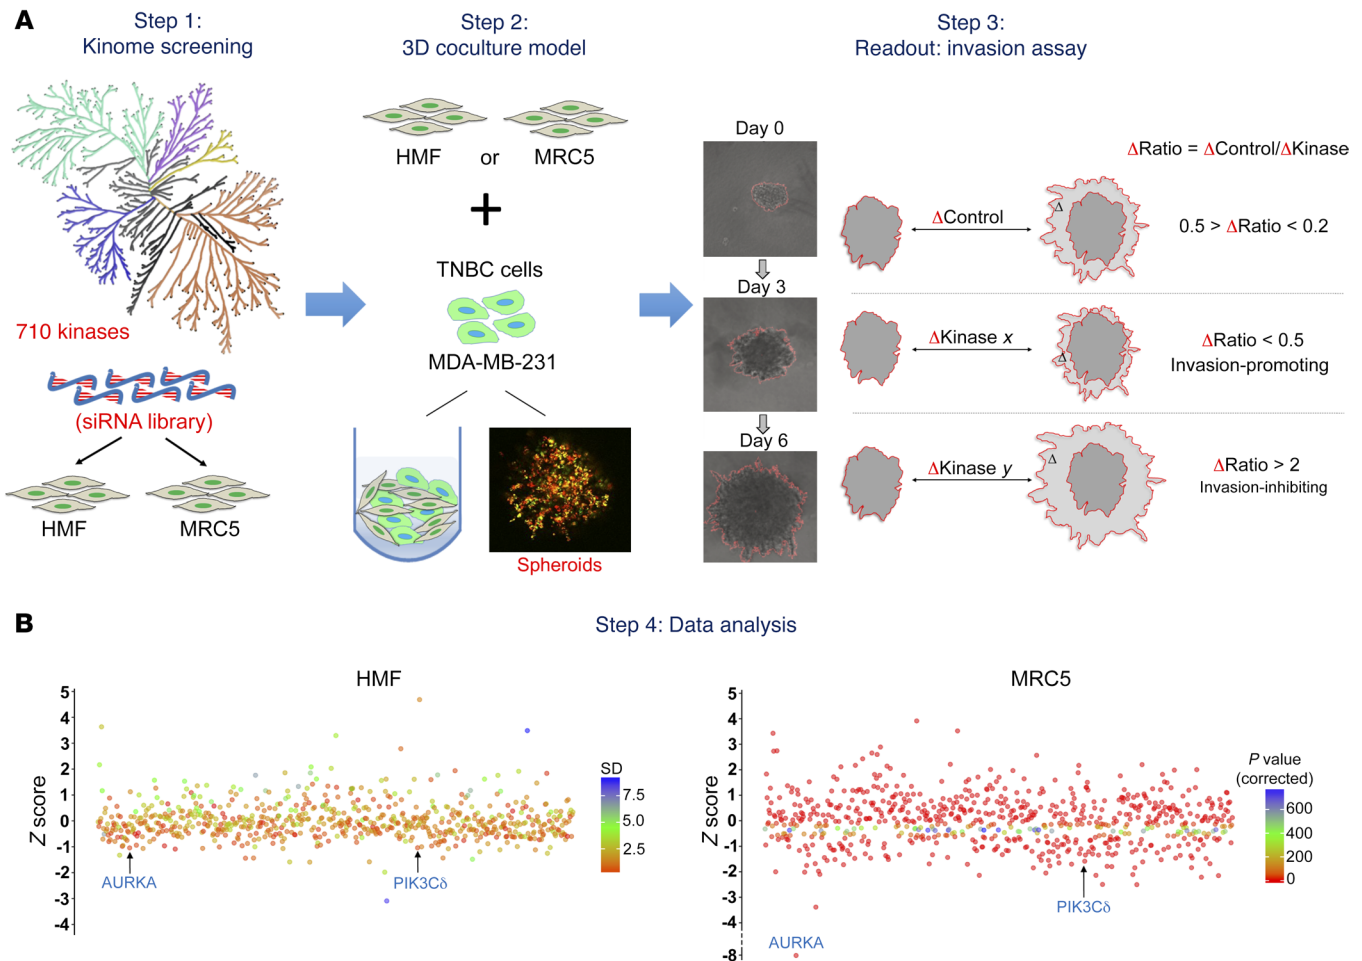 A
Step 1:
Kinome screening
710 kinases
(siRNA library)
HMF
MRC5
Step 2:
3D coculture model
HMF or MRC5
+
TNBC cells
MDA-MB-231
Spheroids
Step 3:
Readout: invasion assay
Day 0
Day 3
Day 6
ΔRatio = ΔControl/ΔKinase
ΔControl
Δ
0.5 > ΔRatio < 0.2
ΔKinase x
Δ
ΔRatio < 0.5
Invasion-promoting
ΔKinase y
Δ
ΔRatio > 2
Invasion-inhibiting
B
Step 4: Data analysis
HMF
Z score
5
4
3
2
1
0
-1
-2
-3
-4
AURKA
PIK3Cδ
SD
7.5
5.0
2.5
MRC5
Z score
5
4
3
2
1
0
-1
-2
-3
-4
-8
AURKA
PIK3Cδ
P value
(corrected)
600
400
200
0